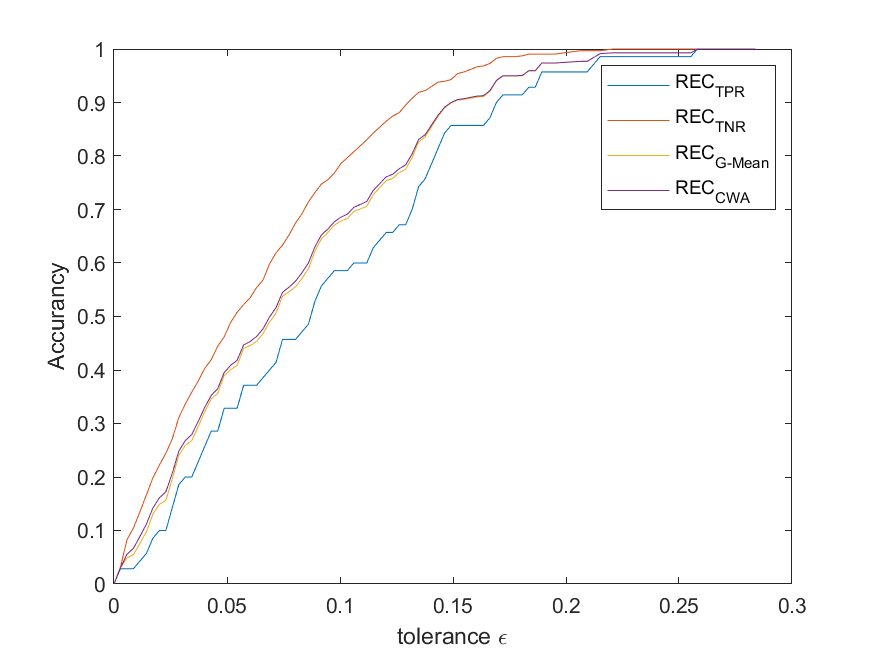 1
0.9
0.8
0.7
0.6
0.5
0.4
0.3
0.2
0.1
0
Accurancy
REC_TPR
REC_TNR
REC_G-Mean
REC_CWA
0 0.05 0.1 0.15 0.2 0.25 0.3
tolerance ϵ